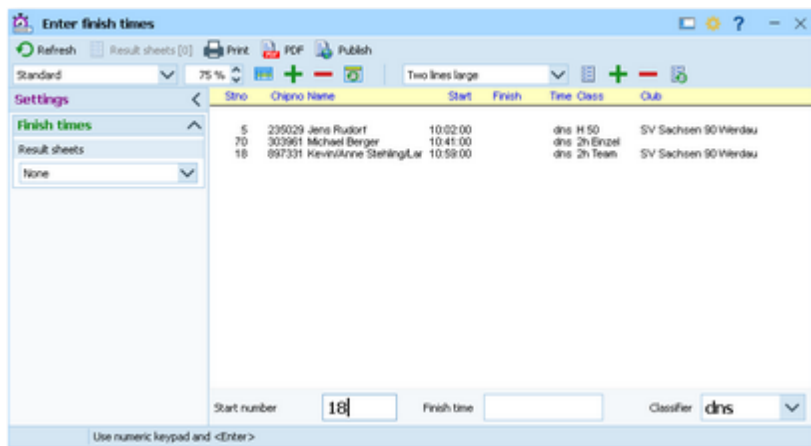 Enter finish times
Refresh Result sheets [0] Print PDF Publish
Standard 75 % Two lines large
Settings Stno Chipno Name Start Finish Time Class Club
Finish times
Result sheets
None
5 235029 Jens Rudorf 10:02:00 dns H 50 SV Sachsen 90 Werdau
70 303961 Michael Berger 10:41:00 dns 2h Einzel
18 897331 Kevin/Anne Stehling/Lar 10:59:00 dns 2h Team SV Sachsen 90 Werdau
Start number 18 Finish time Classifier dns
Use numeric keypad and <Enter>